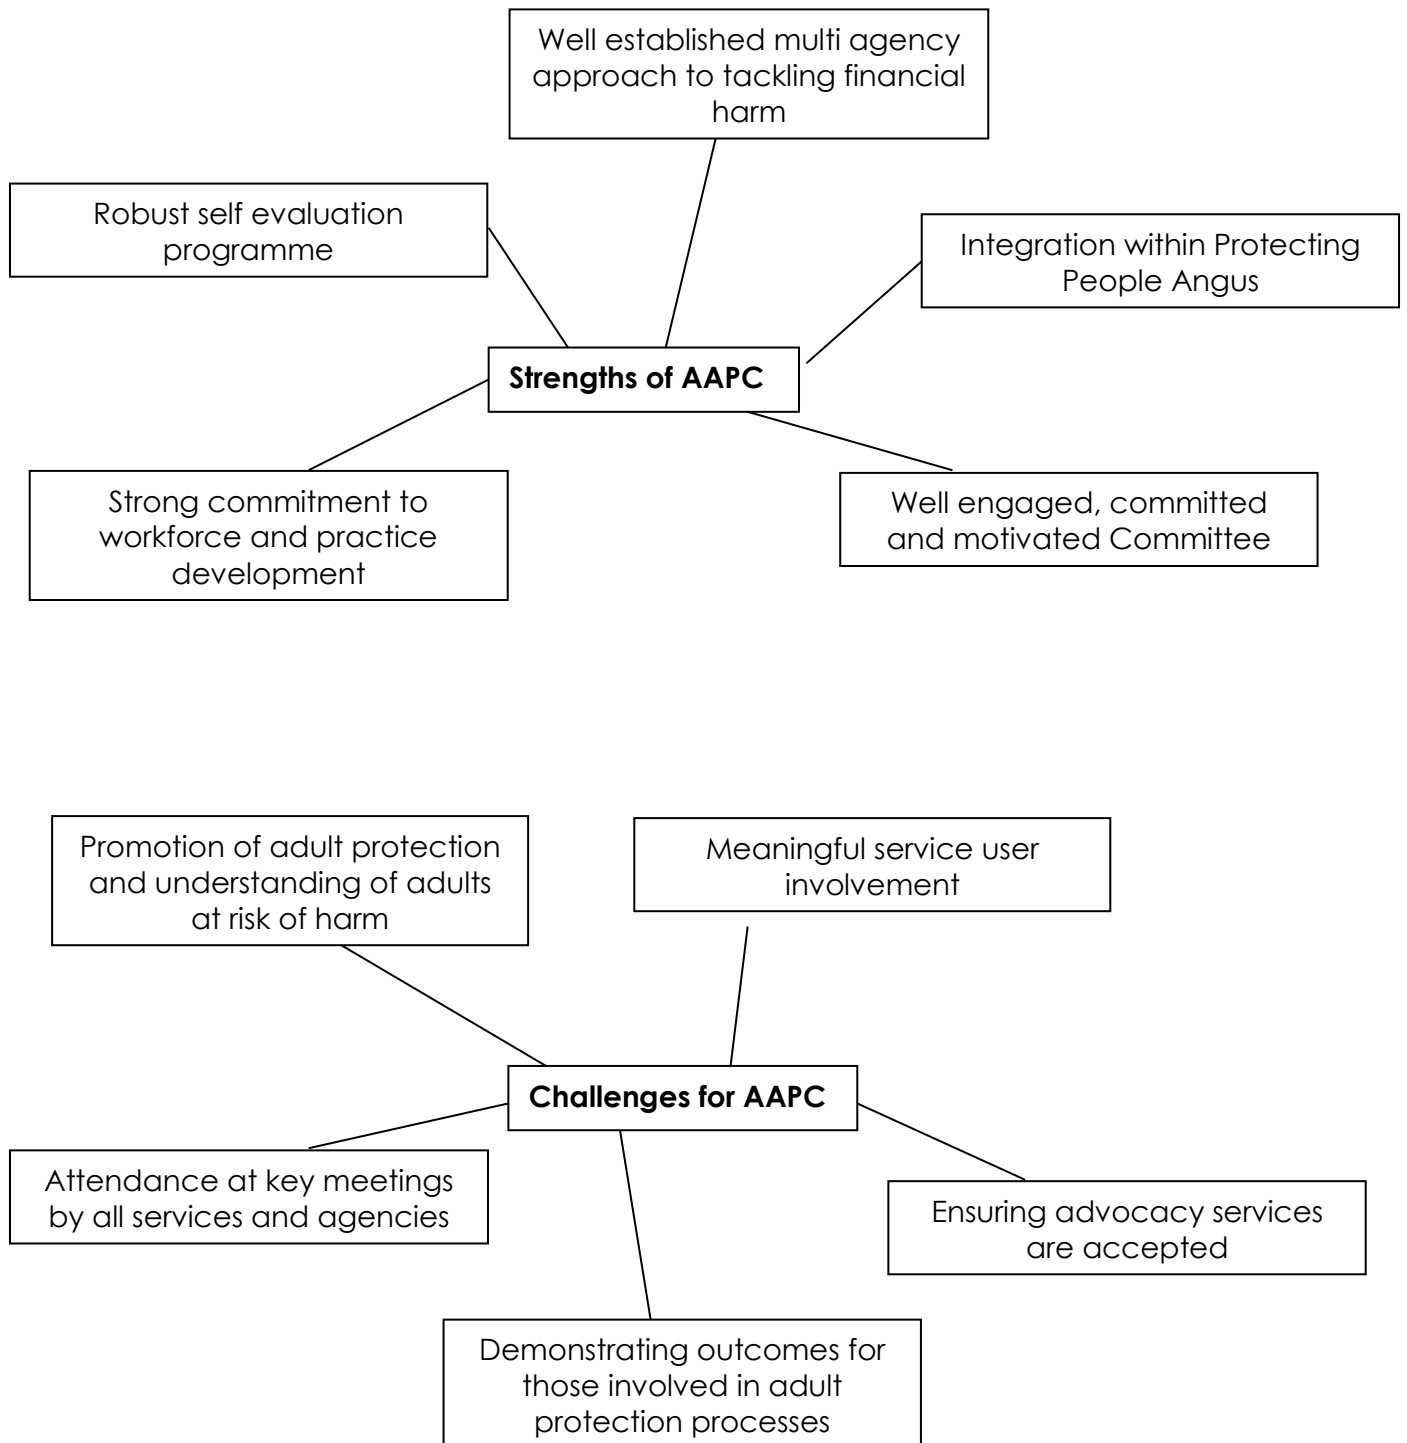 Well established multi agency
approach to tackling financial
harm
Robust self evaluation
programme
Integration within Protecting
People Angus
Strengths of AAPC
Strong commitment to
workforce and practice
development
Well engaged, committed
and motivated Committee
Promotion of adult protection
and understanding of adults
at risk of harm
Meaningful service user
involvement
Challenges for AAPC
Attendance at key meetings
by all services and agencies
Ensuring advocacy services
are accepted
Demonstrating outcomes for
those involved in adult
protection processes